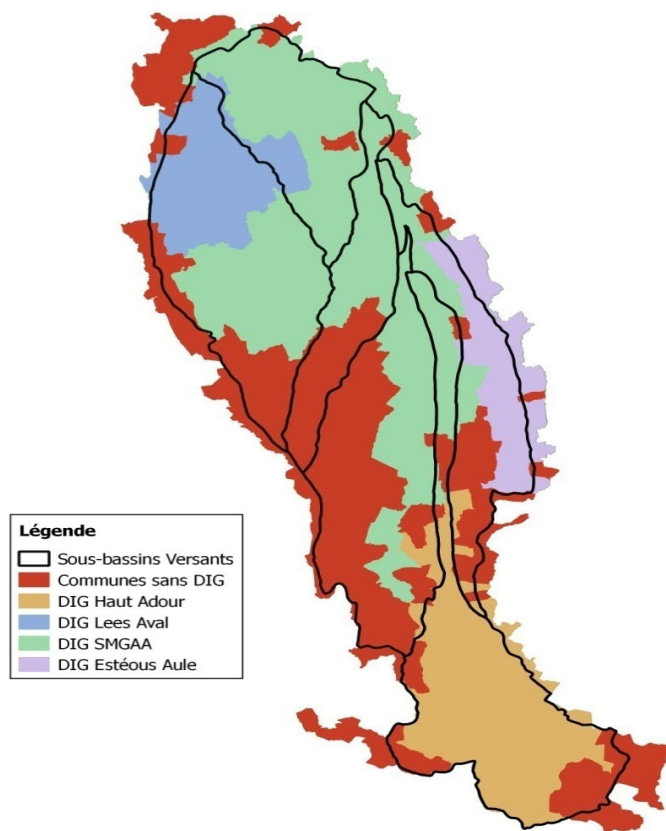 Légende
Sous-bassins Versants
Communes sans DIG
DIG Haut Adour
DIG Lees Aval
DIG SMGAA
DIG Estéous Aule